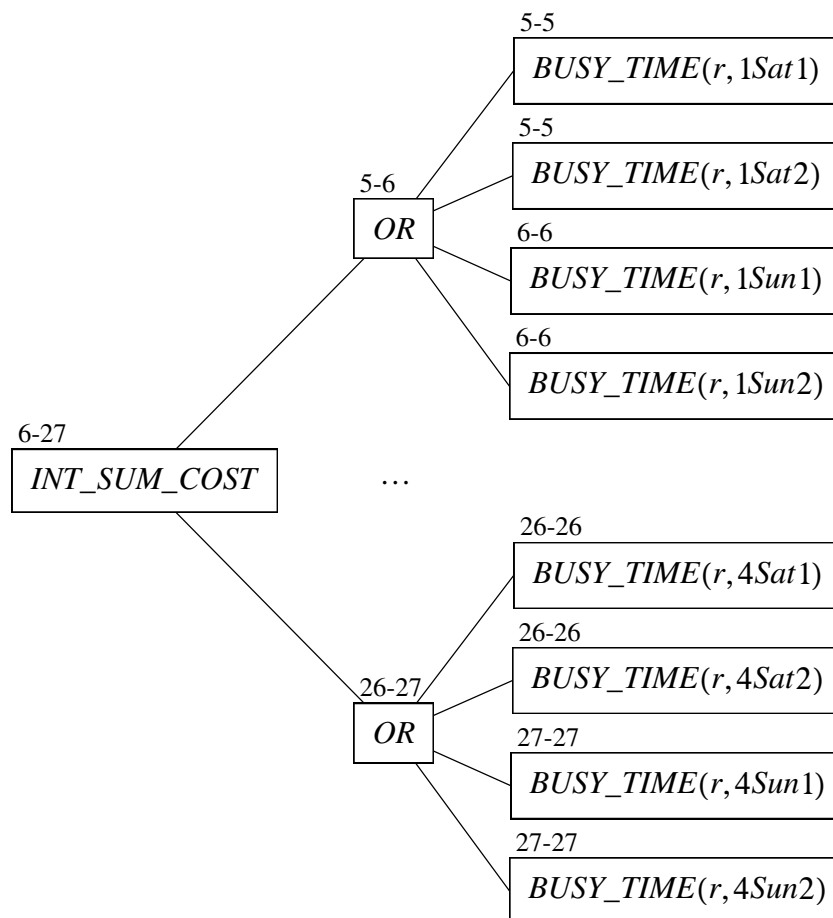 5-5
BUSY_TIME(r, 1Sat1)
5-5
BUSY_TIME(r, 1Sat2)
5-6
OR
6-6
BUSY_TIME(r, 1Sun1)
6-6
BUSY_TIME(r, 1Sun2)
6-27
INT_SUM_COST
...
26-26
BUSY_TIME(r, 4Sat1)
26-26
BUSY_TIME(r, 4Sat2)
26-27
OR
27-27
BUSY_TIME(r, 4Sun1)
27-27
BUSY_TIME(r, 4Sun2)